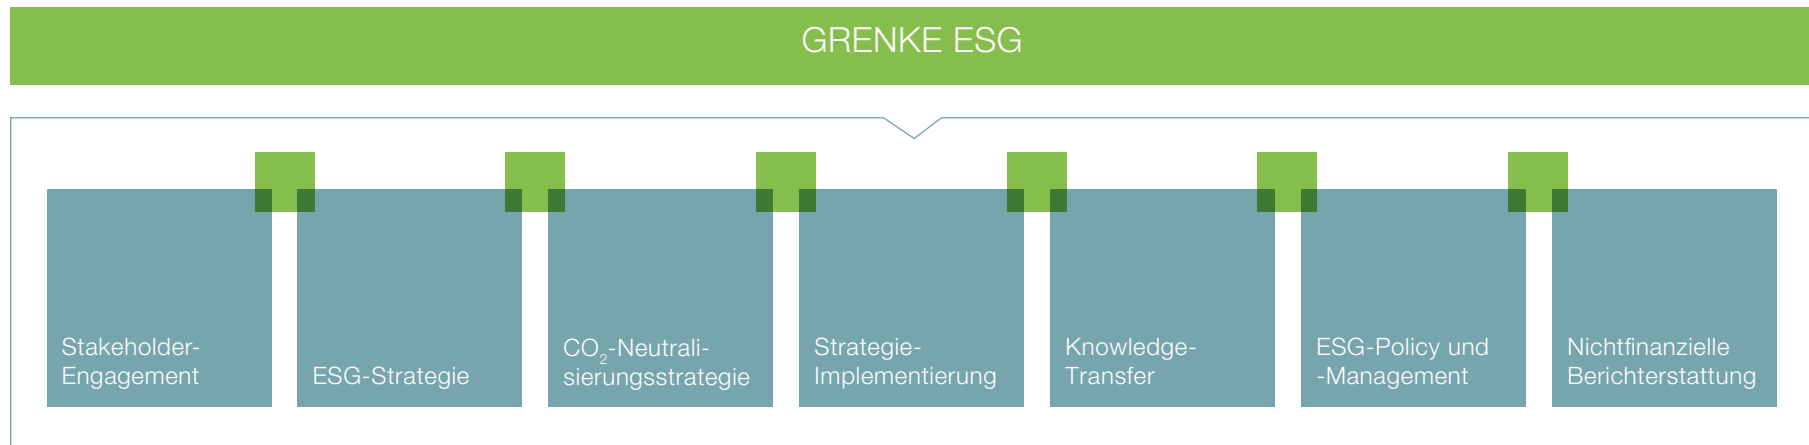 GRENKE ESG
Stakeholder-
Engagement
ESG-Strategie
CO₂-Neutrali-
sierungsstrategie
Strategie-
Implementierung
Knowledge-
Transfer
ESG-Policy und
-Management
Nichtfinanzielle
Berichterstattung